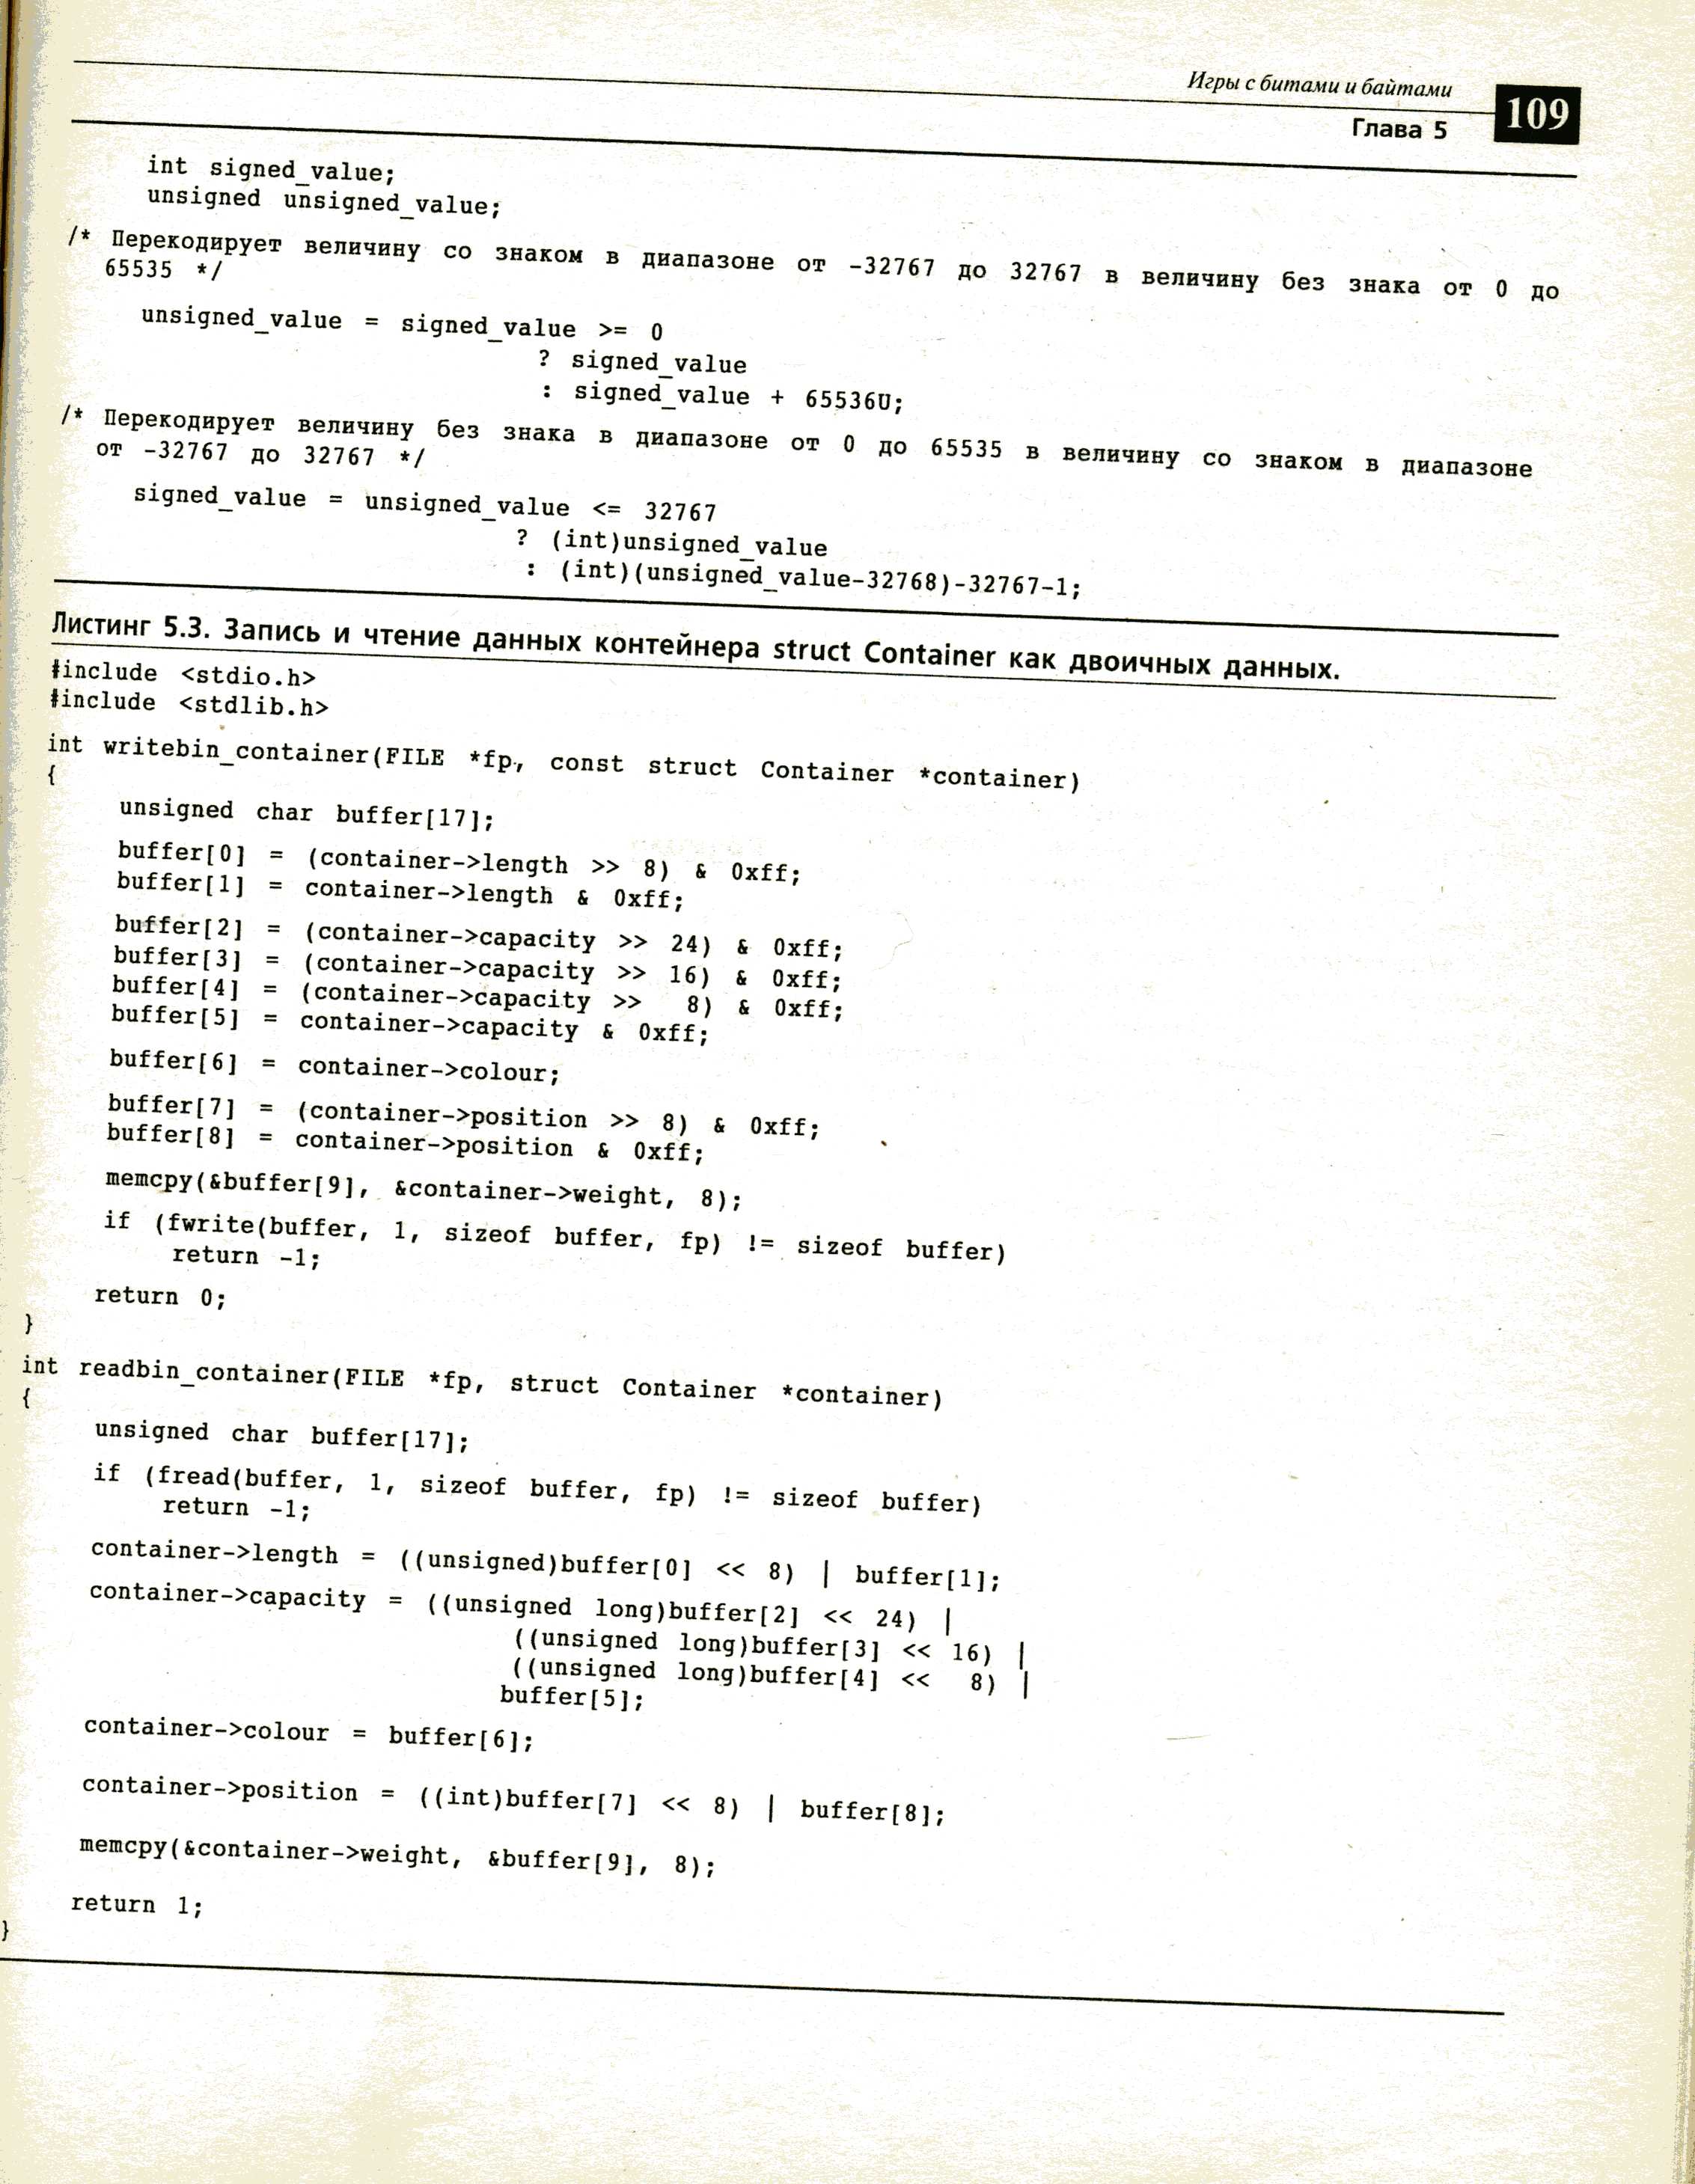 Игры с битами и байтами
Глава 5
109
int signed_value;
unsigned unsigned_value;
/* Перекодирует величину со знаком в диапазоне от -32767 до 32767 в величину без знака от 0 до
65535 */
unsigned_value = signed_value >= 0
? signed_value
: signed_value + 65536U;
/* Перекодирует величину без знака в диапазоне от 0 до 65535 в величину со знаком в диапазоне
от -32767 до 32767 */
signed_value = unsigned_value <= 32767
? (int)unsigned_value
: (int)(unsigned_value-32768)-32767-1;
Листинг 5.3. Запись и чтение данных контейнера struct Container как двоичных данных.
#include <stdio.h>
#include <stdlib.h>
int writebin_container(FILE *fp, const struct Container *container)
{
unsigned char buffer[17];
buffer[0] = (container->length >> 8) & 0xff;
buffer[1] = container->length & 0xff;
buffer[2] = (container->capacity >> 24) & 0xff;
buffer[3] = (container->capacity >> 16) & 0xff;
buffer[4] = (container->capacity >> 8) & 0xff;
buffer[5] = container->capacity & 0xff;
buffer[6] = container->colour;
buffer[7] = (container->position >> 8) & 0xff;
buffer[8] = container->position & 0xff;
memcpy(&buffer[9], &container->weight, 8);
if (fwrite(buffer, 1, sizeof buffer, fp) != sizeof buffer)
return -1;
return 0;
}
int readbin_container(FILE *fp, struct Container *container)
{
unsigned char buffer[17];
if (fread(buffer, 1, sizeof buffer, fp) != sizeof buffer)
return -1;
container->length = ((unsigned)buffer[0] << 8) | buffer[1];
container->capacity = ((unsigned long)buffer[2] << 24) |
((unsigned long)buffer[3] << 16) |
((unsigned long)buffer[4] << 8) |
buffer[5];
container->colour = buffer[6];
container->position = ((int)buffer[7] << 8) | buffer[8];
memcpy(&container->weight, &buffer[9], 8);
return 1;
}